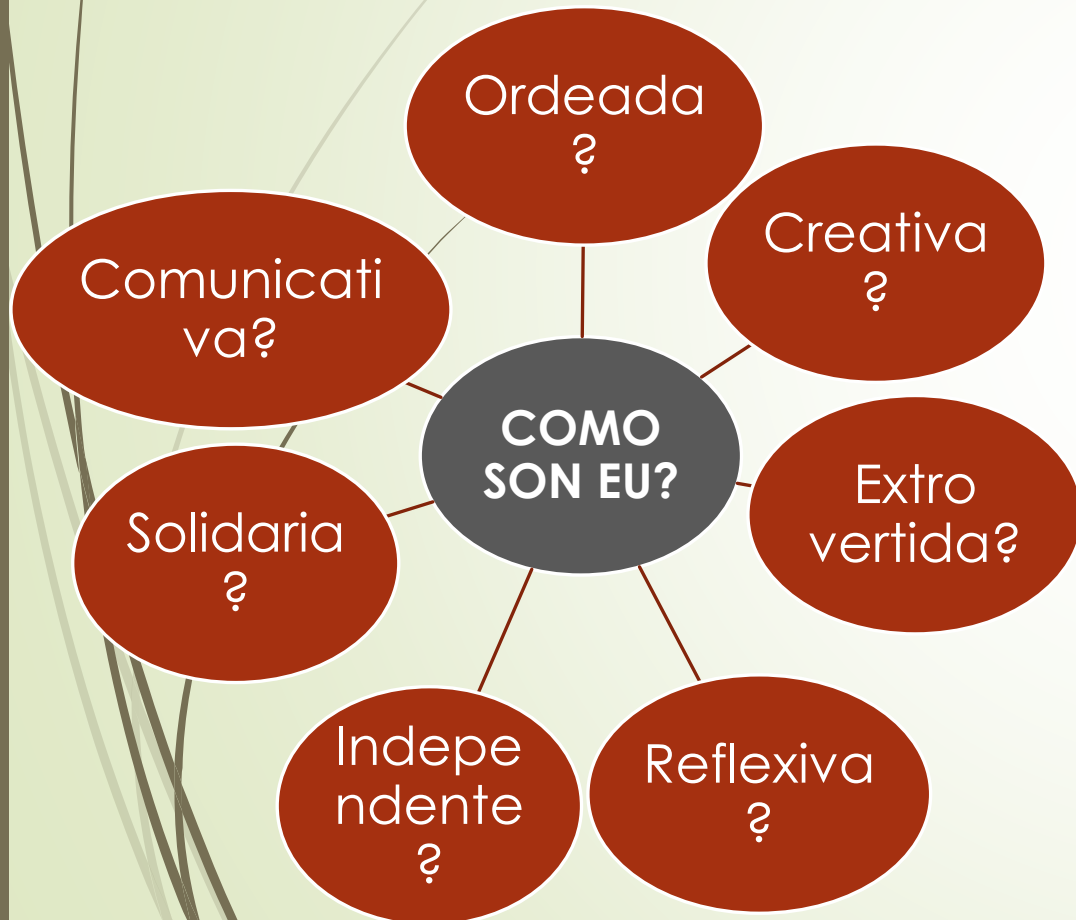 Ordeada
?
Creativa
?
Extro
vertida?
Reflexiva
?
Indepe
ndente
?
Solidaria
?
Comunicati
va?
COMO
SON EU?